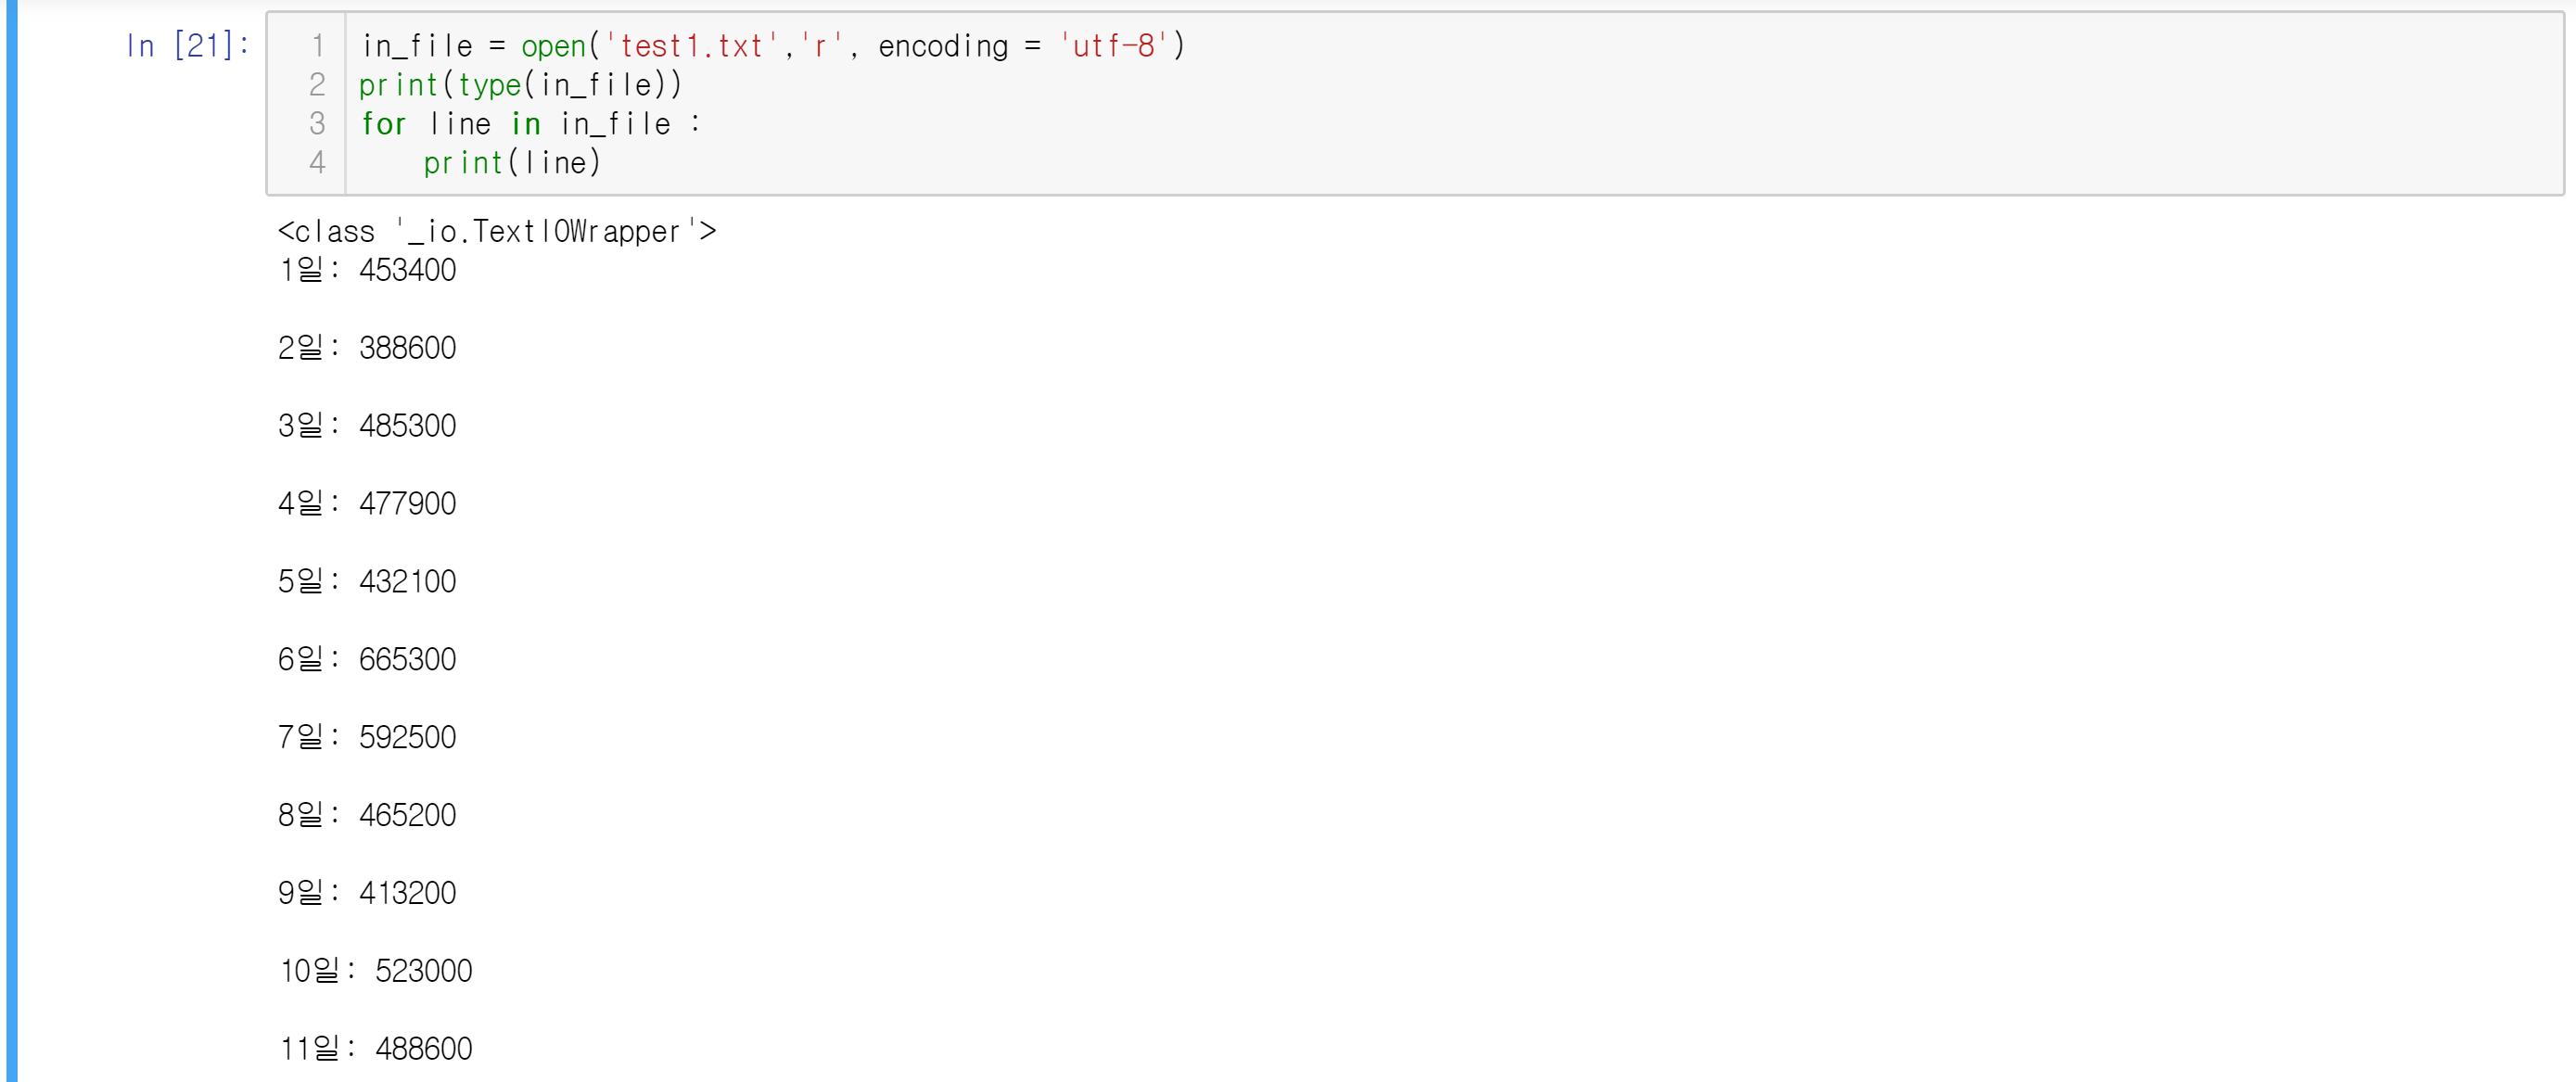 In [21]:
1 in_file = open('test1.txt','r', encoding = 'utf-8')
2 print(type(in_file))
3 for line in in_file :
4     print(line)
<class '_io.TextIOWrapper'>
1일: 453400
2일: 388600
3일: 485300
4일: 477900
5일: 432100
6일: 665300
7일: 592500
8일: 465200
9일: 413200
10일: 523000
11일: 488600